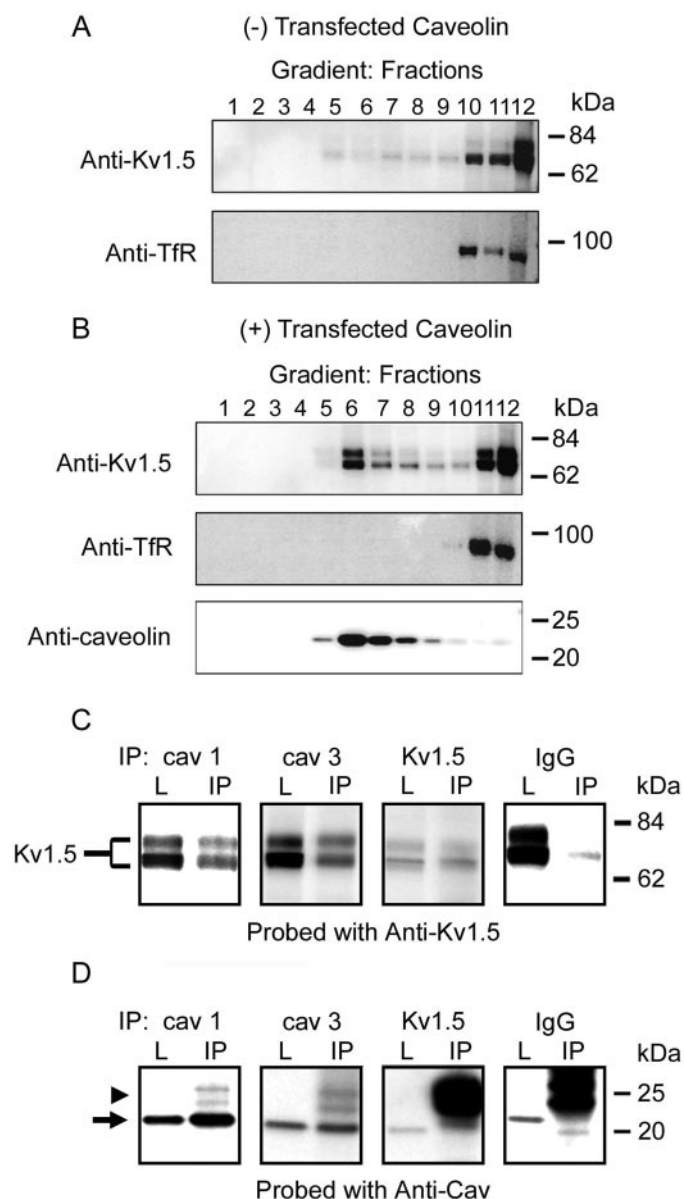 A (-) Transfected Caveolin
Gradient: Fractions
1 2 3 4 5 6 7 8 9 10 11 12 kDa
Anti-Kv1.5 84
62
Anti-TfR 100
B (+) Transfected Caveolin
Gradient: Fractions
1 2 3 4 5 6 7 8 9 10 11 12 kDa
Anti-Kv1.5 84
62
Anti-TfR 100
Anti-caveolin 25
20
C
IP: cav 1 cav 3 Kv1.5 IgG
L IP L IP L IP L IP kDa
84
Kv1.5
62
Probed with Anti-Kv1.5
D
IP: cav 1 cav 3 Kv1.5 IgG
L IP L IP L IP L IP kDa
25
20
Probed with Anti-Cav